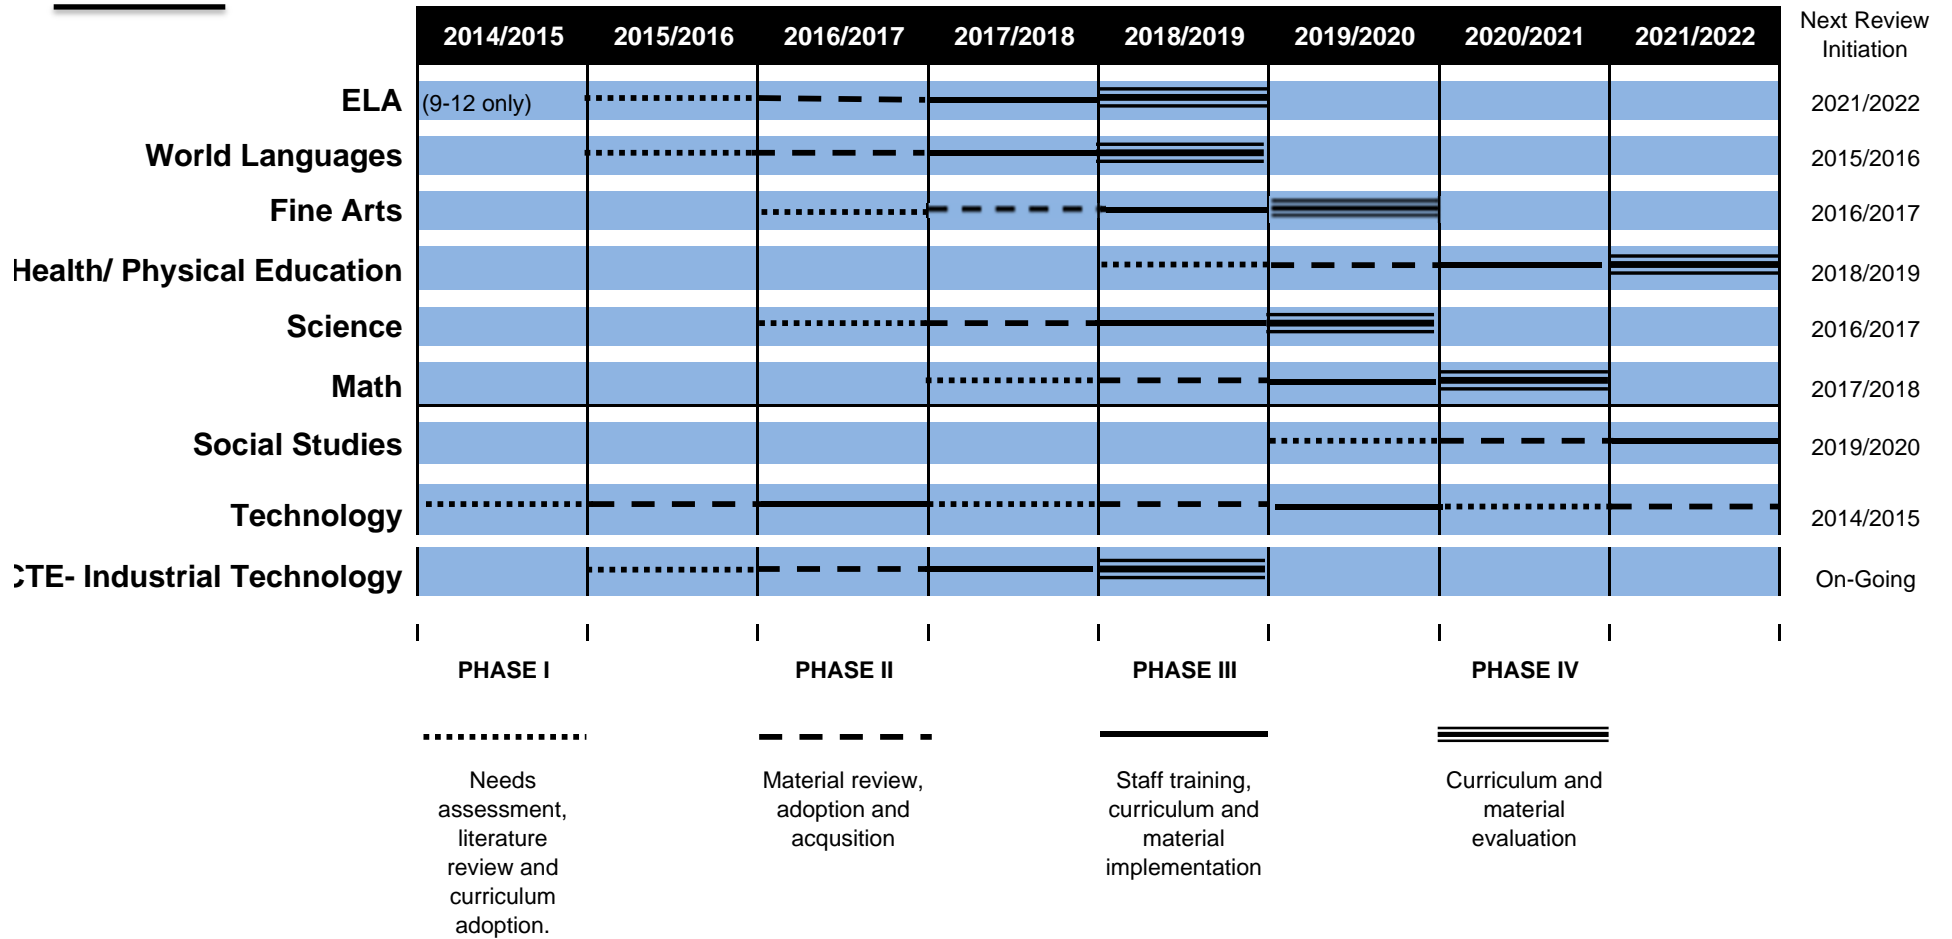 2014/2015 2015/2016 2016/2017 2017/2018 2018/2019 2019/2020 2020/2021 2021/2022 Next Review
Initiation
ELA (9-12 only) 2021/2022
World Languages 2015/2016
Fine Arts 2016/2017
Health/ Physical Education 2018/2019
Science 2016/2017
Math 2017/2018
Social Studies 2019/2020
Technology 2014/2015
CTE- Industrial Technology On-Going
PHASE I PHASE II PHASE III PHASE IV
Needs
assessment,
literature
review and
curriculum
adoption.
Material review,
adoption and
acqusition
Staff training,
curriculum and
material
implementation
Curriculum and
material
evaluation